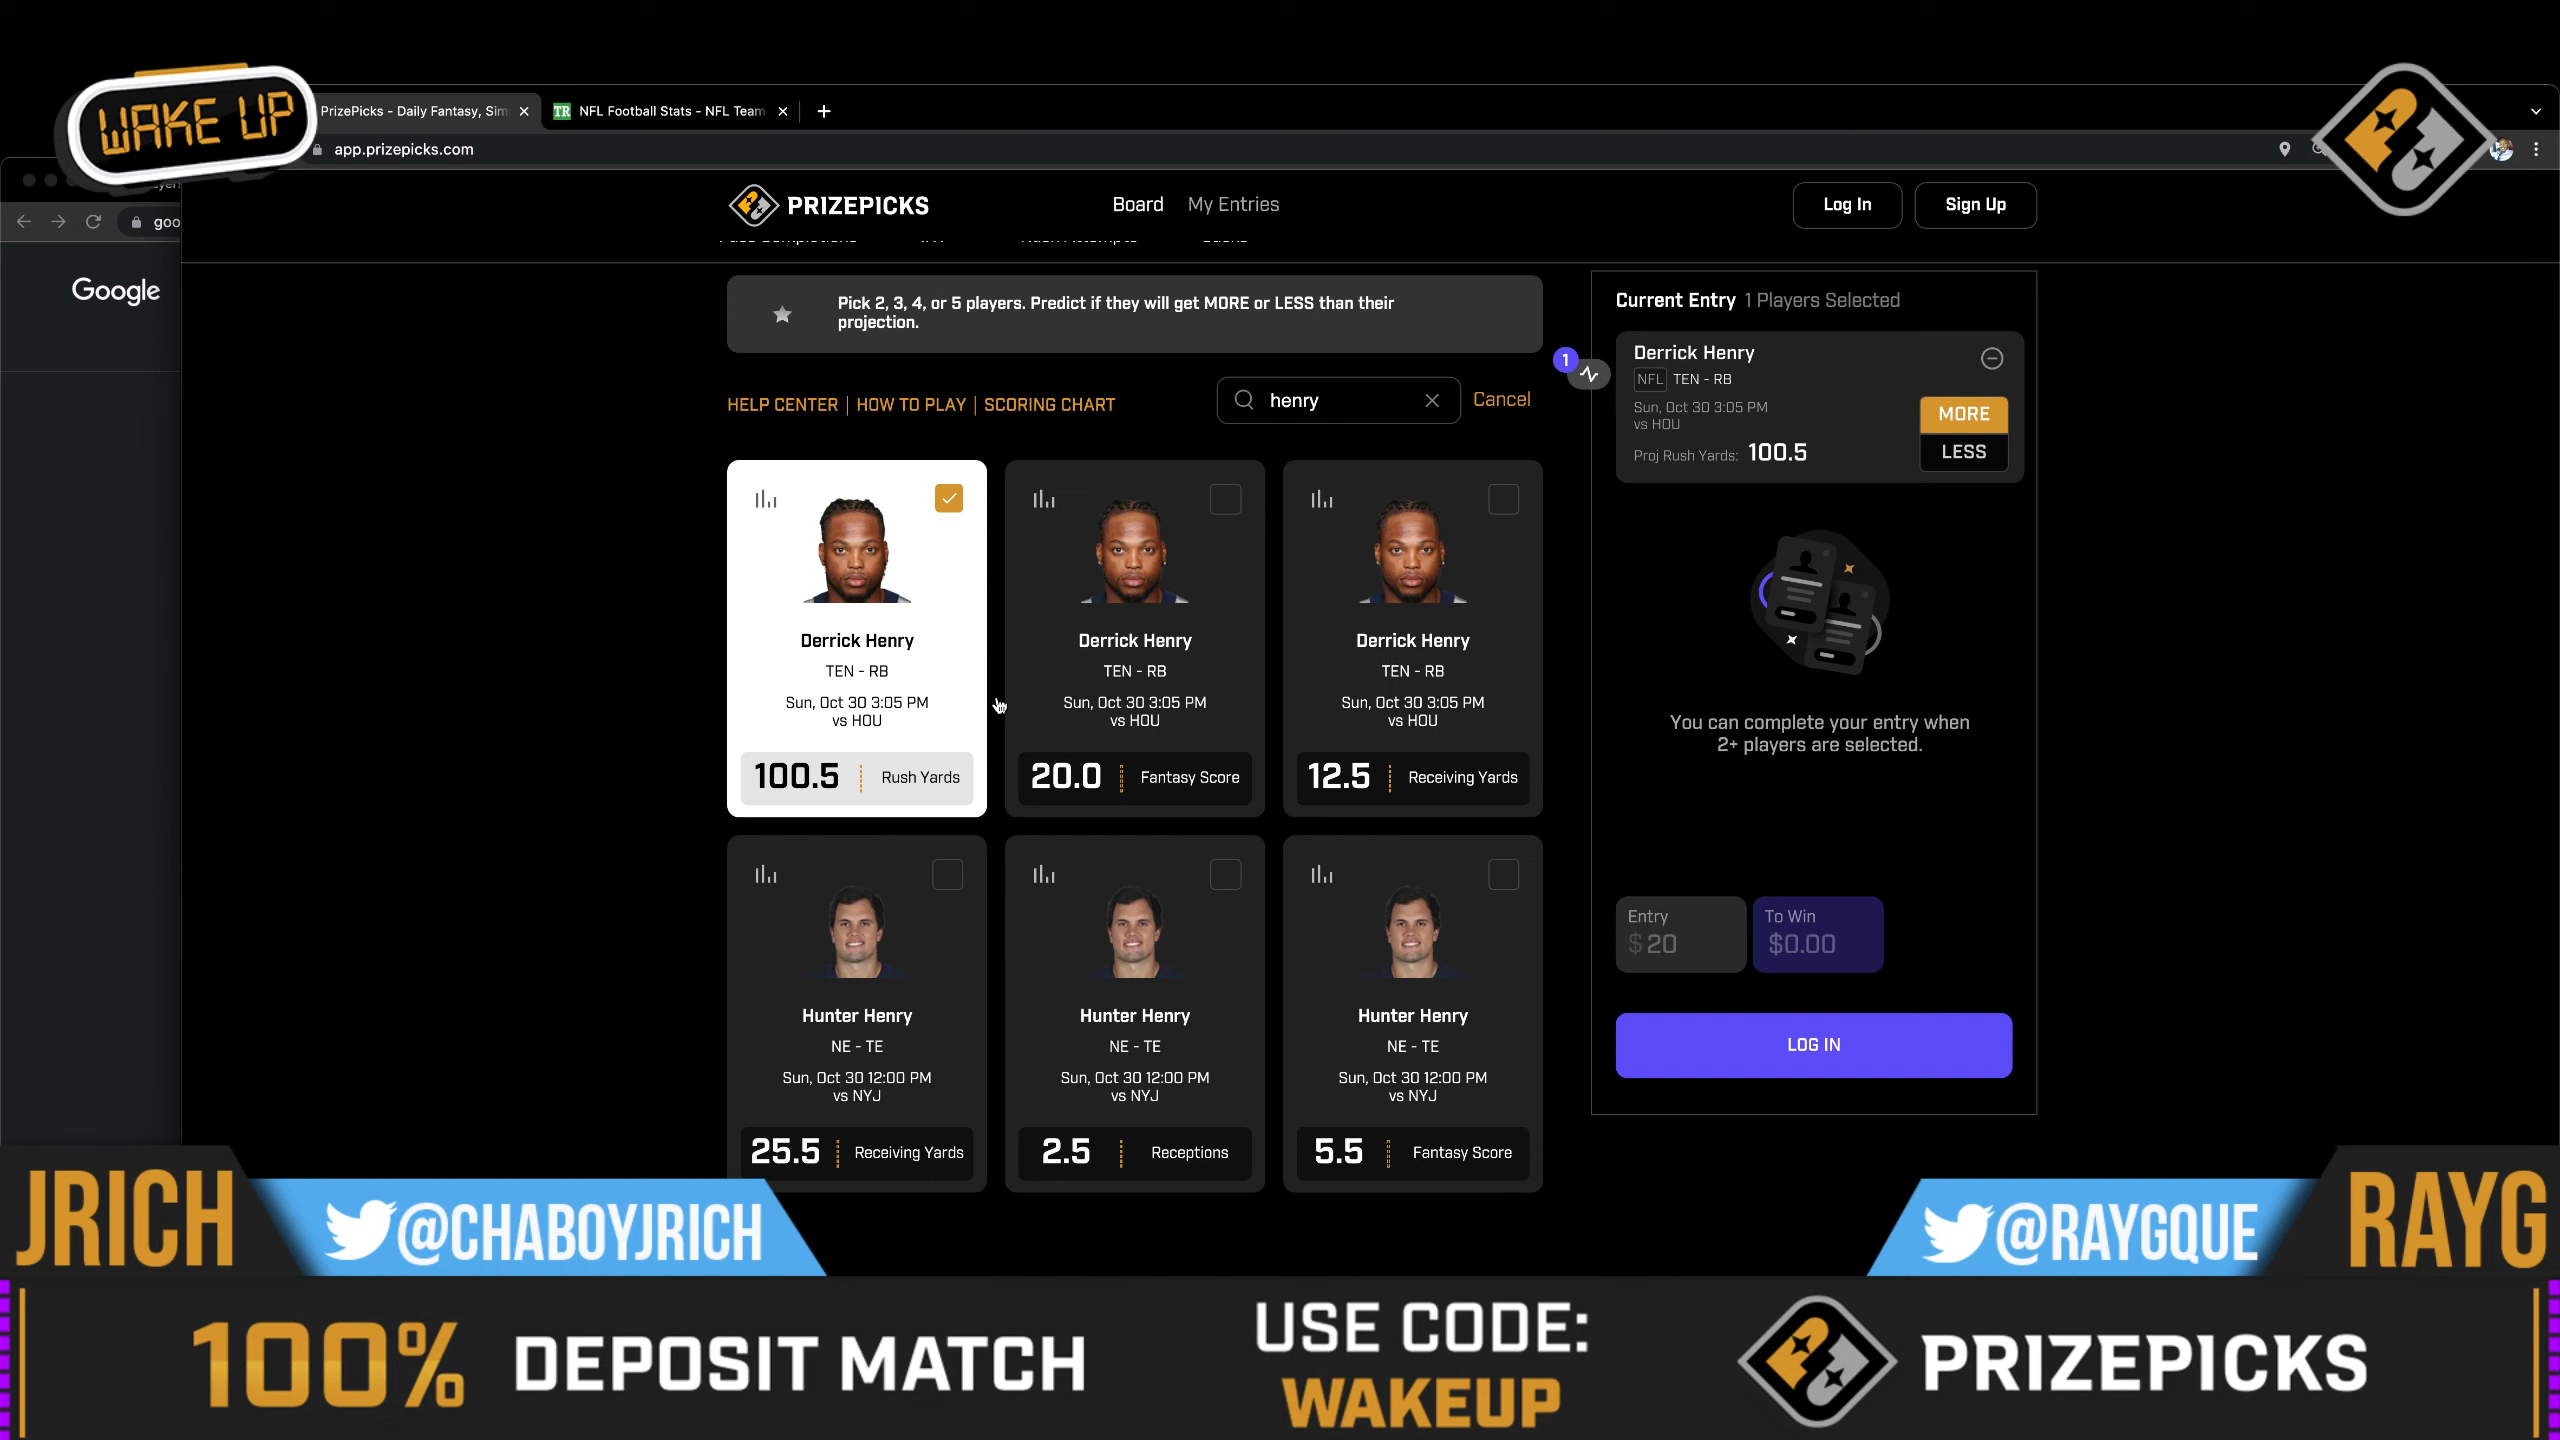 WAKE UP
PrizePicks - Daily Fantasy, Sim
TR NFL Football Stats - NFL Team
app.prizepicks.com
goo
Google
PRIZEPICKS
Board
My Entries
Log In
Sign Up
Pick 2, 3, 4, or 5 players. Predict if they will get MORE or LESS than their
projection.
HELP CENTER | HOW TO PLAY | SCORING CHART
henry
Cancel
Derrick Henry
TEN - RB
Sun, Oct 30 3:05 PM
vs HOU
100.5 Rush Yards
Derrick Henry
TEN - RB
Sun, Oct 30 3:05 PM
vs HOU
20.0 Fantasy Score
Derrick Henry
TEN - RB
Sun, Oct 30 3:05 PM
vs HOU
12.5 Receiving Yards
Hunter Henry
NE - TE
Sun, Oct 30 12:00 PM
vs NYJ
25.5 Receiving Yards
Hunter Henry
NE - TE
Sun, Oct 30 12:00 PM
vs NYJ
2.5 Receptions
Hunter Henry
NE - TE
Sun, Oct 30 12:00 PM
vs NYJ
5.5 Fantasy Score
Current Entry 1 Players Selected
1
Derrick Henry
NFL TEN - RB
Sun, Oct 30 3:05 PM
vs HOU
Proj Rush Yards: 100.5
MORE
LESS
You can complete your entry when
2+ players are selected.
Entry
$ 20
To Win
$0.00
LOG IN
JRICH
@CHABOYJRICH
@RAYGQUE
RAYG
100% DEPOSIT MATCH
USE CODE:
WAKEUP
PRIZEPICKS